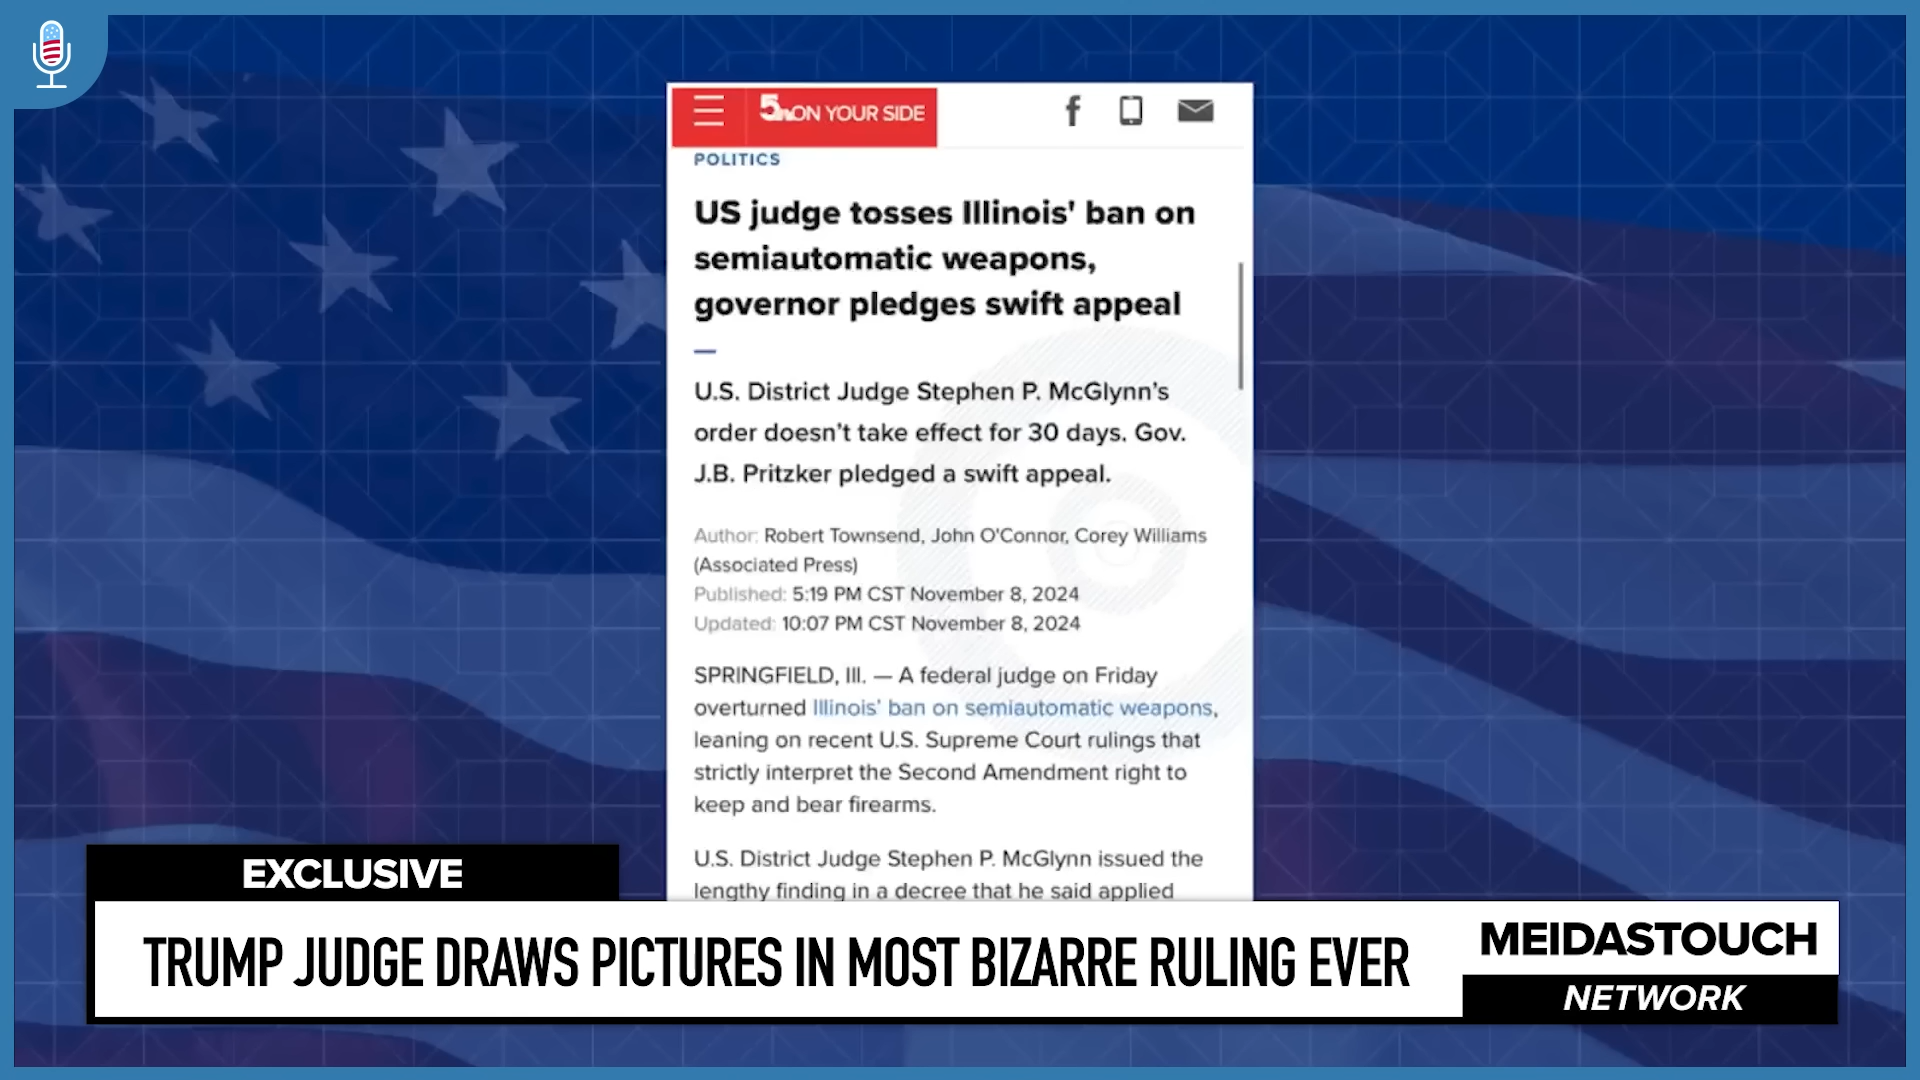 5 ON YOUR SIDE
POLITICS
US judge tosses Illinois' ban on
semiautomatic weapons,
governor pledges swift appeal
U.S. District Judge Stephen P. McGlynn's
order doesn't take effect for 30 days. Gov.
J.B. Pritzker pledged a swift appeal.
Author: Robert Townsend, John O'Connor, Corey Williams
(Associated Press)
Published: 5:19 PM CST November 8, 2024
Updated: 10:07 PM CST November 8, 2024
SPRINGFIELD, Ill. — A federal judge on Friday
overturned Illinois' ban on semiautomatic weapons,
leaning on recent U.S. Supreme Court rulings that
strictly interpret the Second Amendment right to
keep and bear firearms.
U.S. District Judge Stephen P. McGlynn issued the
lengthy finding in a decree that he said applied
EXCLUSIVE
TRUMP JUDGE DRAWS PICTURES IN MOST BIZARRE RULING EVER
MEIDASTOUCH
NETWORK